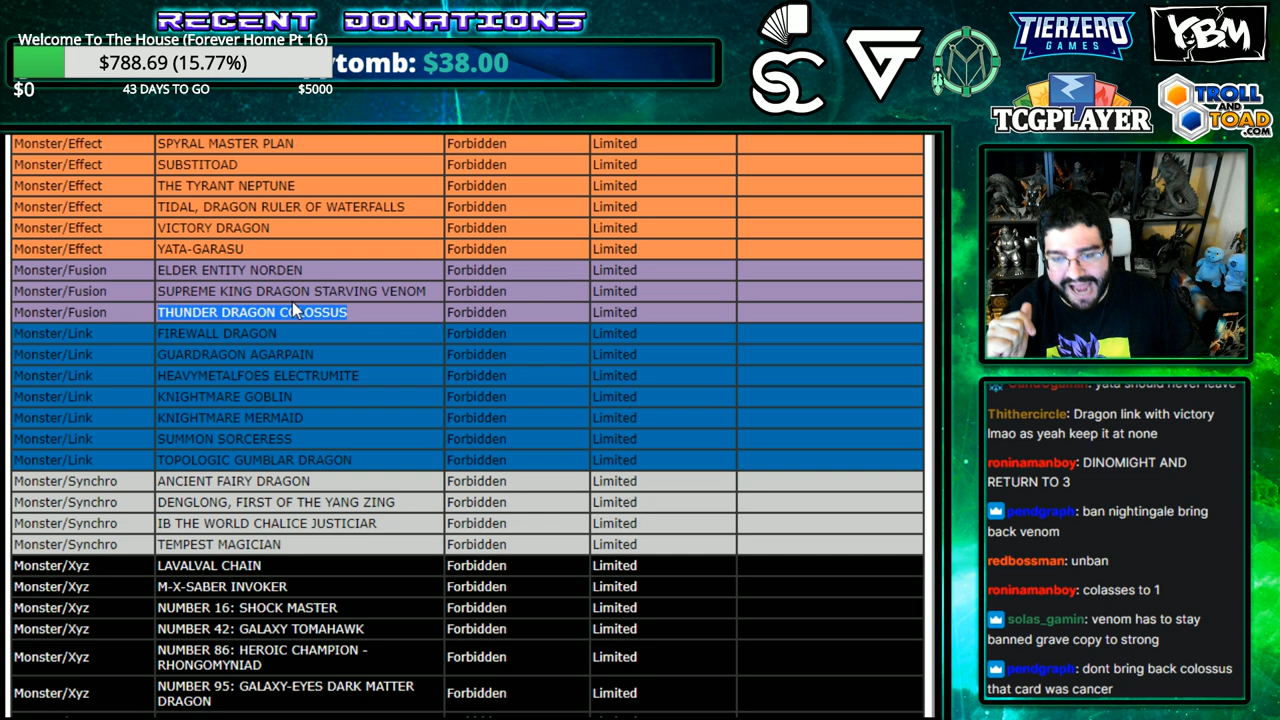 RECENT DONATIONS
Welcome To The House (Forever Home Pt 16)
$788.69 (15.77%)
ytomb: $38.00
$0 43 DAYS TO GO $5000
SC
TIERZERO
GAMES
YBM
TCGPLAYER
TROLL
AND
TOAD
.COM
Monster/Effect SPYRAL MASTER PLAN Forbidden Limited
Monster/Effect SUBSTITOAD Forbidden Limited
Monster/Effect THE TYRANT NEPTUNE Forbidden Limited
Monster/Effect TIDAL, DRAGON RULER OF WATERFALLS Forbidden Limited
Monster/Effect VICTORY DRAGON Forbidden Limited
Monster/Effect YATA-GARASU Forbidden Limited
Monster/Fusion ELDER ENTITY NORDEN Forbidden Limited
Monster/Fusion SUPREME KING DRAGON STARVING VENOM Forbidden Limited
Monster/Fusion THUNDER DRAGON COLOSSUS Forbidden Limited
Monster/Link FIREWALL DRAGON Forbidden Limited
Monster/Link GUARDRAGON AGARPAIN Forbidden Limited
Monster/Link HEAVYMETALFOES ELECTRUMITE Forbidden Limited
Monster/Link KNIGHTMARE GOBLIN Forbidden Limited
Monster/Link KNIGHTMARE MERMAID Forbidden Limited
Monster/Link SUMMON SORCERESS Forbidden Limited
Monster/Link TOPOLOGIC GUMBLAR DRAGON Forbidden Limited
Monster/Synchro ANCIENT FAIRY DRAGON Forbidden Limited
Monster/Synchro DENGLONG, FIRST OF THE YANG ZING Forbidden Limited
Monster/Synchro IB THE WORLD CHALICE JUSTICIAR Forbidden Limited
Monster/Synchro TEMPEST MAGICIAN Forbidden Limited
Monster/Xyz LAVALVAL CHAIN Forbidden Limited
Monster/Xyz M-X-SABER INVOKER Forbidden Limited
Monster/Xyz NUMBER 16: SHOCK MASTER Forbidden Limited
Monster/Xyz NUMBER 42: GALAXY TOMAHAWK Forbidden Limited
Monster/Xyz NUMBER 86: HEROIC CHAMPION - Forbidden Limited
RHONGOMYNIAD
Monster/Xyz NUMBER 95: GALAXY-EYES DARK MATTER Forbidden Limited
DRAGON
yata should never leave
Thithercircle: Dragon link with victory
lmao as yeah keep it at none
roninamanboy: DINOMIGHT AND
RETURN TO 3
pendgraph: ban nightingale bring
back venom
redbossman: unban
roninamanboy: colasses to 1
solas_gamin: venom has to stay
banned grave copy to strong
pendgraph: dont bring back colossus
that card was cancer